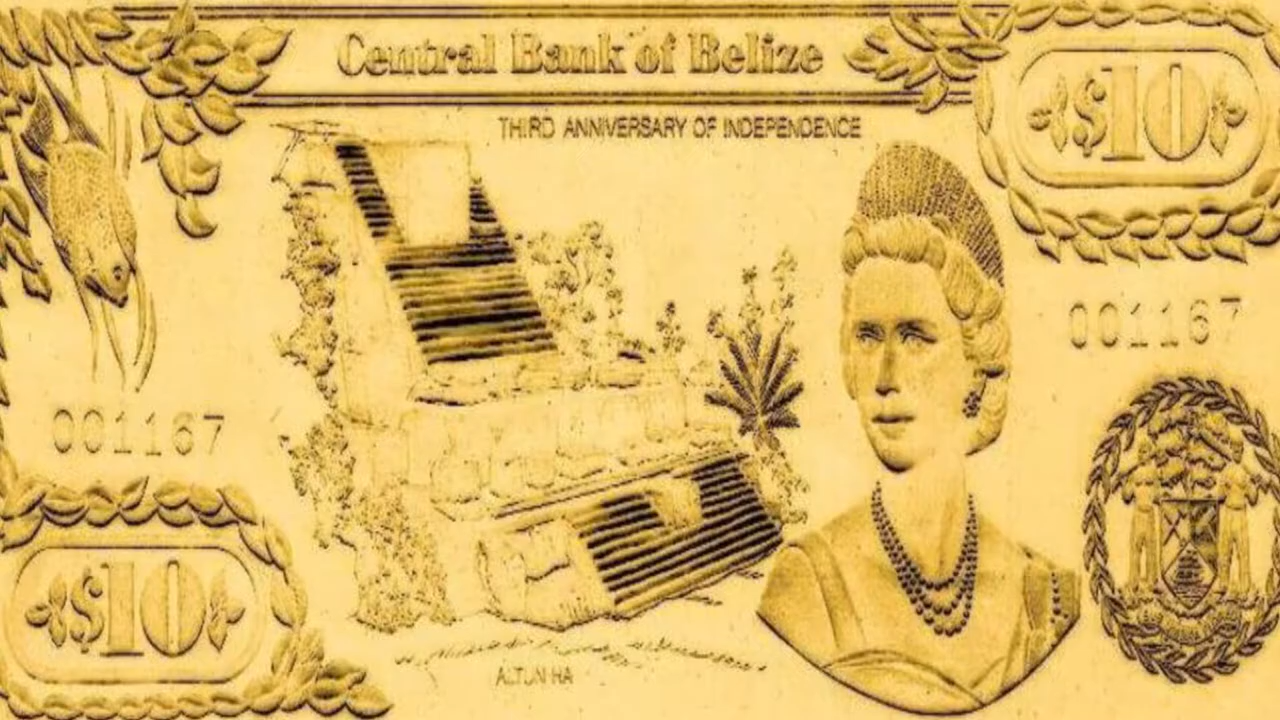 Central Bank of Belize
$10
THIRD ANNIVERSARY OF INDEPENDENCE
001167
001167
$10
ALTUN HA